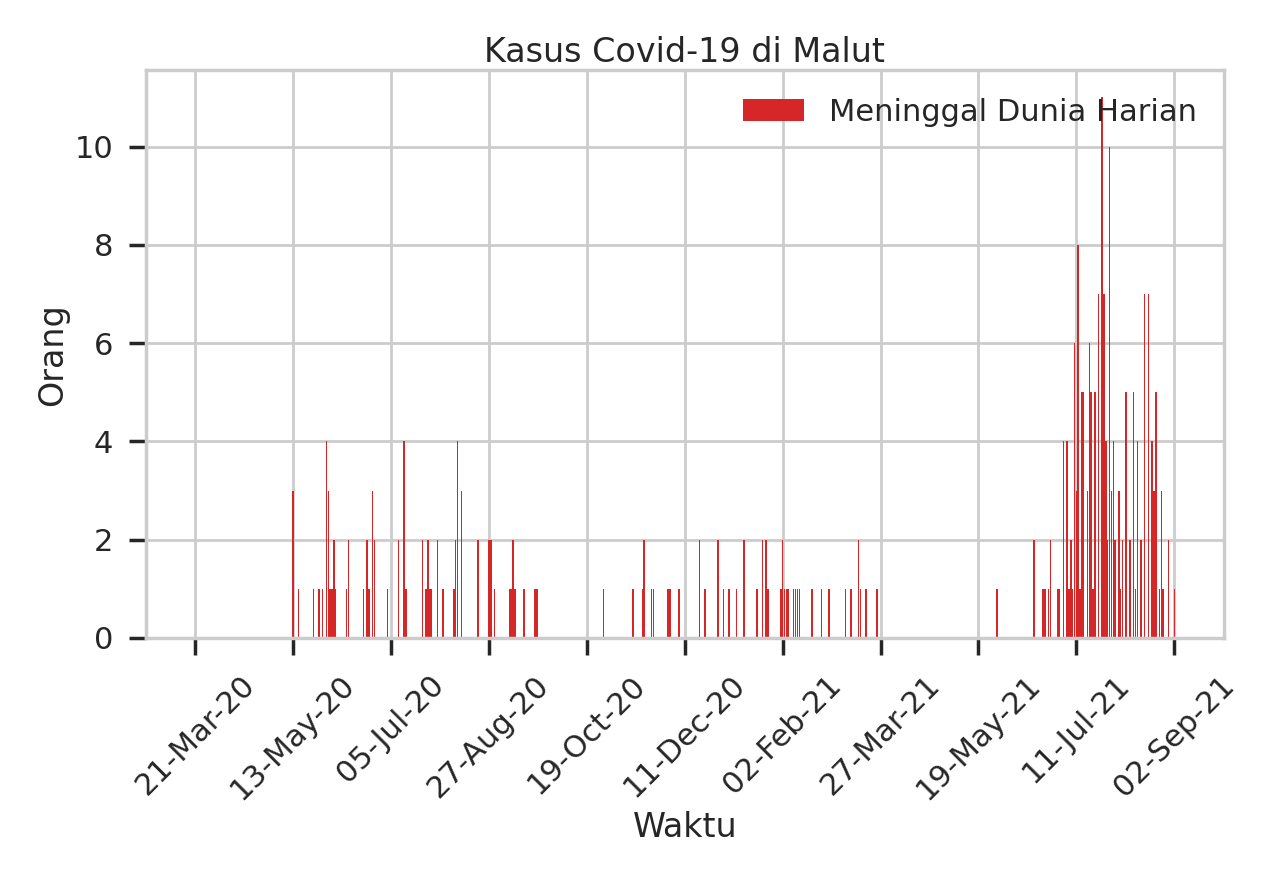 Kasus Covid-19 di Malut
Meninggal Dunia Harian
10
8
6
4
2
0
Orang
21-Mar-20
13-May-20
05-Jul-20
27-Aug-20
19-Oct-20
11-Dec-20
02-Feb-21
27-Mar-21
19-May-21
11-Jul-21
02-Sep-21
Waktu